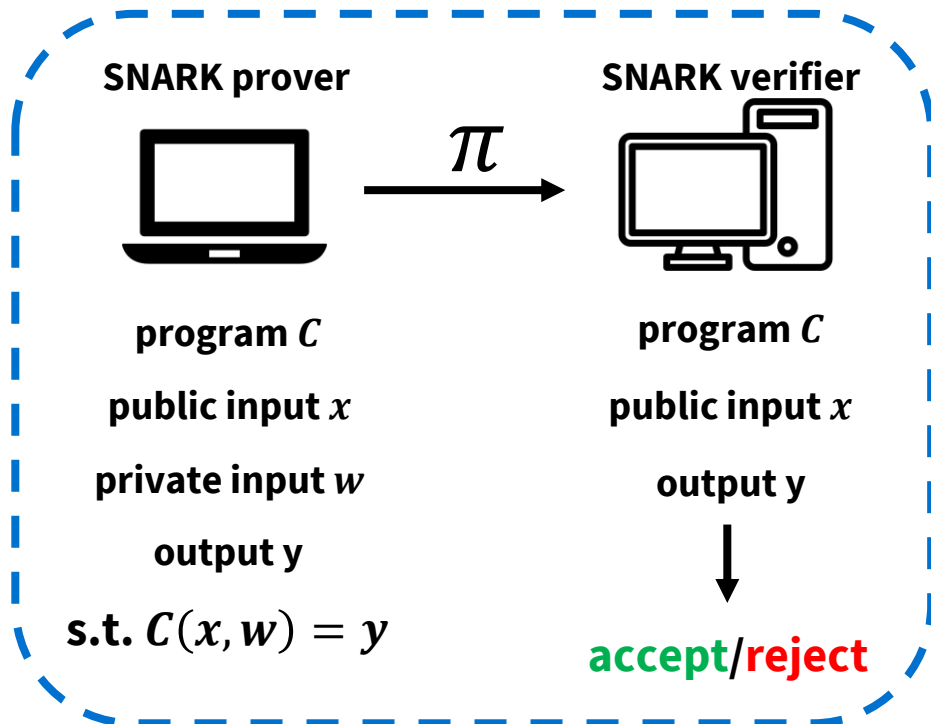 SNARK prover
π
program C
public input x
private input w
output y
s.t. C(x, w) = y
SNARK verifier
program C
public input x
output y
accept/reject